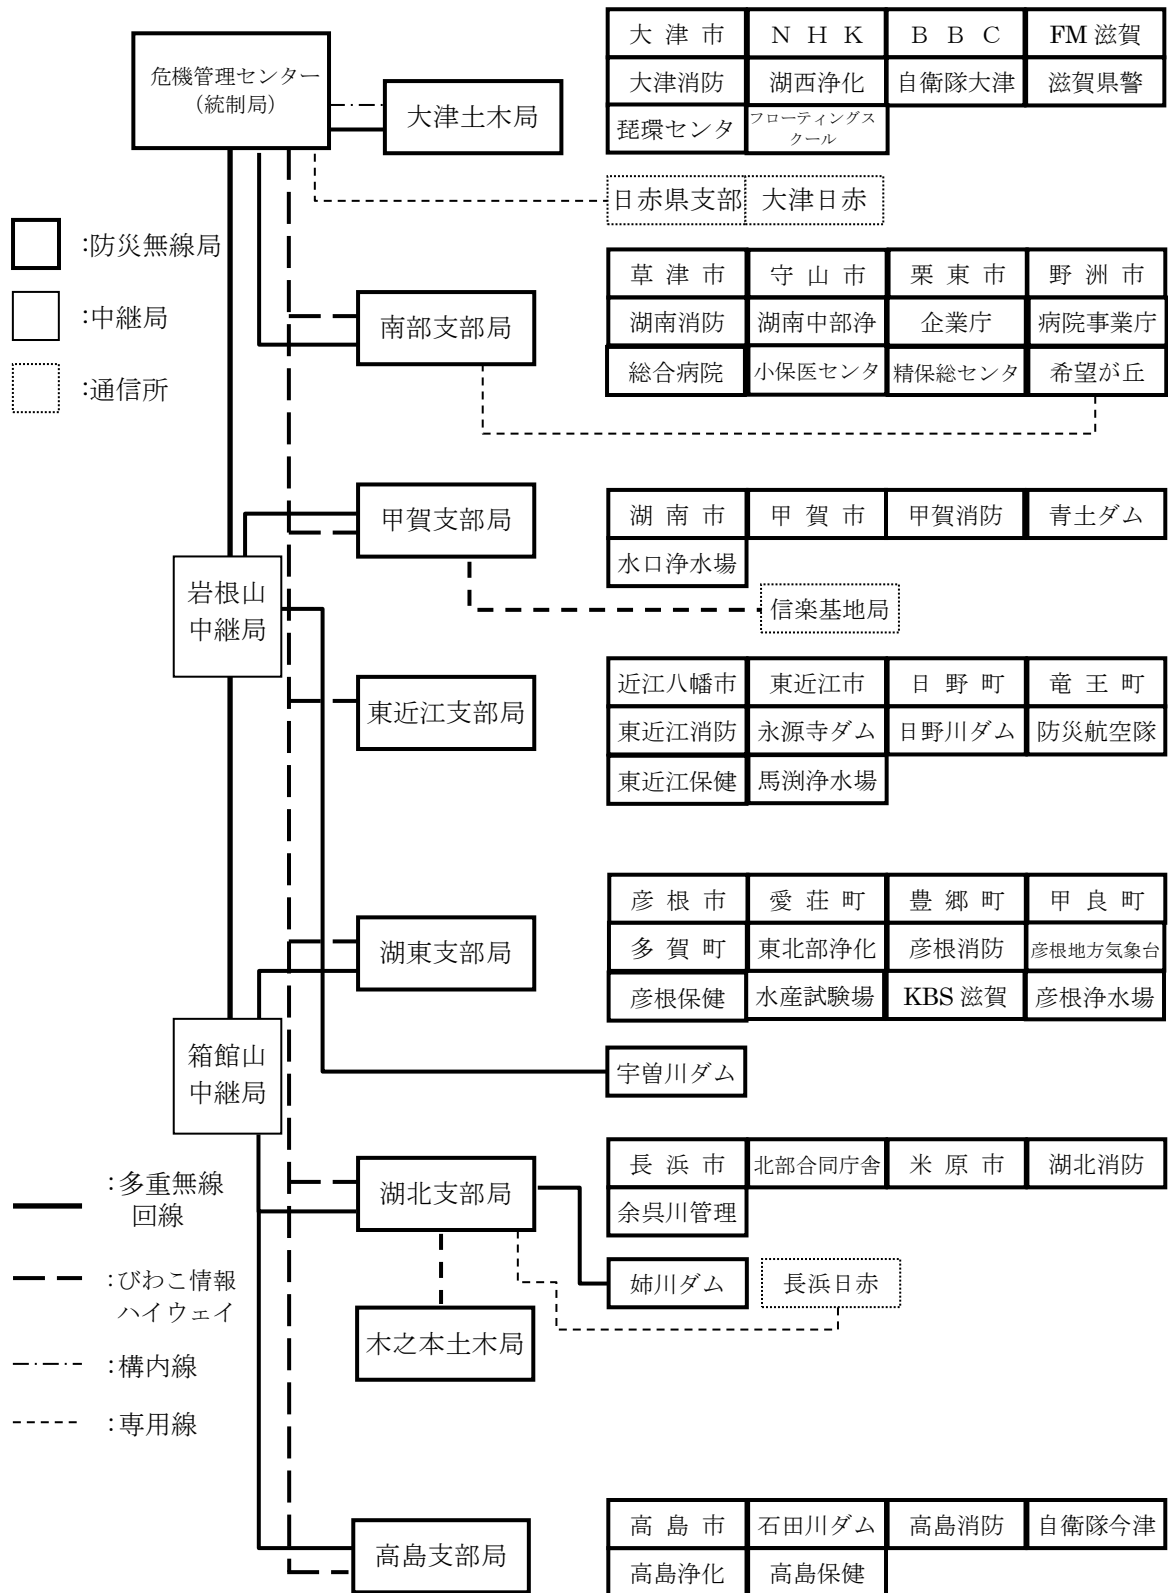 危機管理センター
(統制局)
大津土木局
大 津 市 N H K B B C FM 滋賀
大津消防 湖西浄化 自衛隊大津 滋賀県警
琵環センタ フローティングス
クール
日赤県支部 大津日赤
:防災無線局
:中継局
:通信所
南部支部局
草 津 市 守 山 市 栗 東 市 野 洲 市
湖南消防 湖南中部浄 企業庁 病院事業庁
総合病院 小保医センタ 精保総センタ 希望が丘
甲賀支部局
湖 南 市 甲 賀 市 甲賀消防 青土ダム
水口浄水場
信楽基地局
岩根山
中継局
東近江支部局
近江八幡市 東近江市 日 野 町 竜 王 町
東近江消防 永源寺ダム 日野川ダム 防災航空隊
東近江保健 馬渕浄水場
湖東支部局
彦 根 市 愛 荘 町 豊 郷 町 甲 良 町
多 賀 町 東北部浄化 彦根消防 彦根地方気象台
彦根保健 水産試験場 KBS 滋賀 彦根浄水場
箱館山
中継局
宇曽川ダム
湖北支部局
長 浜 市 北部合同庁舎 米 原 市 湖北消防
余呉川管理
姉川ダム 長浜日赤
木之本土木局
:多重無線
回線
:びわこ情報
ハイウェイ
:構内線
:専用線
高島支部局
高 島 市 石田川ダム 高島消防 自衛隊今津
高島浄化 高島保健